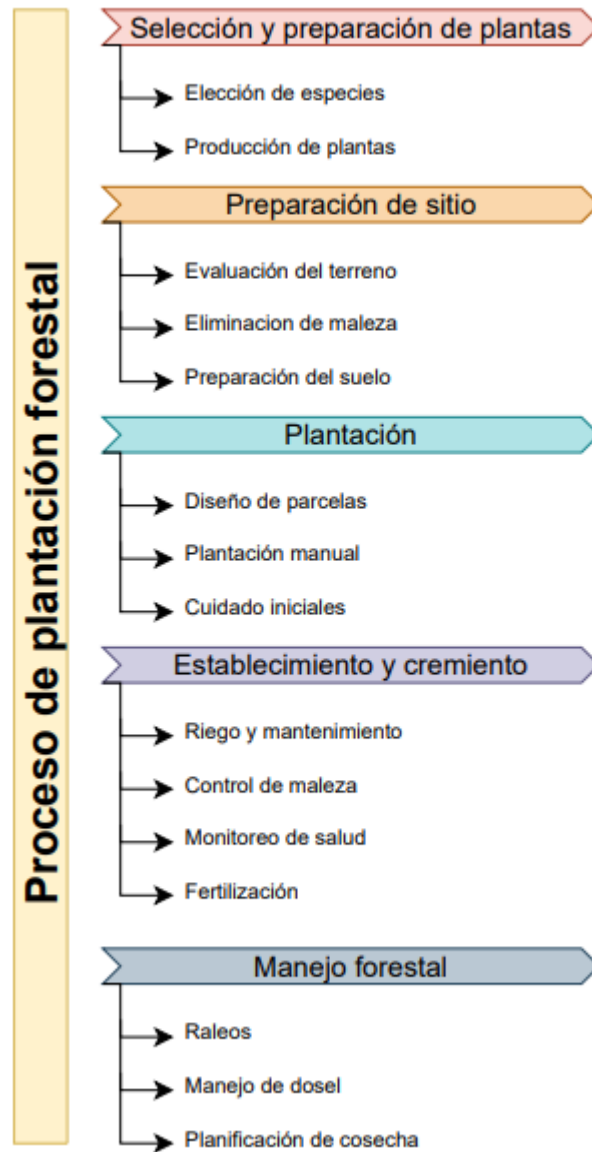 Proceso de plantación forestal
Selección y preparación de plantas
Elección de especies
Producción de plantas
Preparación de sitio
Evaluación del terreno
Eliminacion de maleza
Preparación del suelo
Plantación
Diseño de parcelas
Plantación manual
Cuidado iniciales
Establecimiento y cremiento
Riego y mantenimiento
Control de maleza
Monitoreo de salud
Fertilización
Manejo forestal
Raleos
Manejo de dosel
Planificación de cosecha